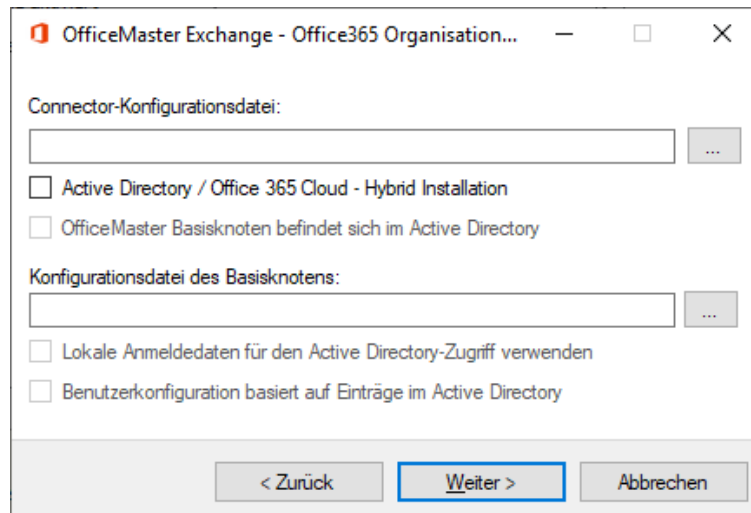 OfficeMaster Exchange - Office365 Organisation...
Connector-Konfigurationsdatei:
...
Active Directory / Office 365 Cloud - Hybrid Installation
OfficeMaster Basisknoten befindet sich im Active Directory
Konfigurationsdatei des Basisknotens:
...
Lokale Anmeldedaten für den Active Directory-Zugriff verwenden
Benutzerkonfiguration basiert auf Einträge im Active Directory
< Zurück Weiter > Abbrechen